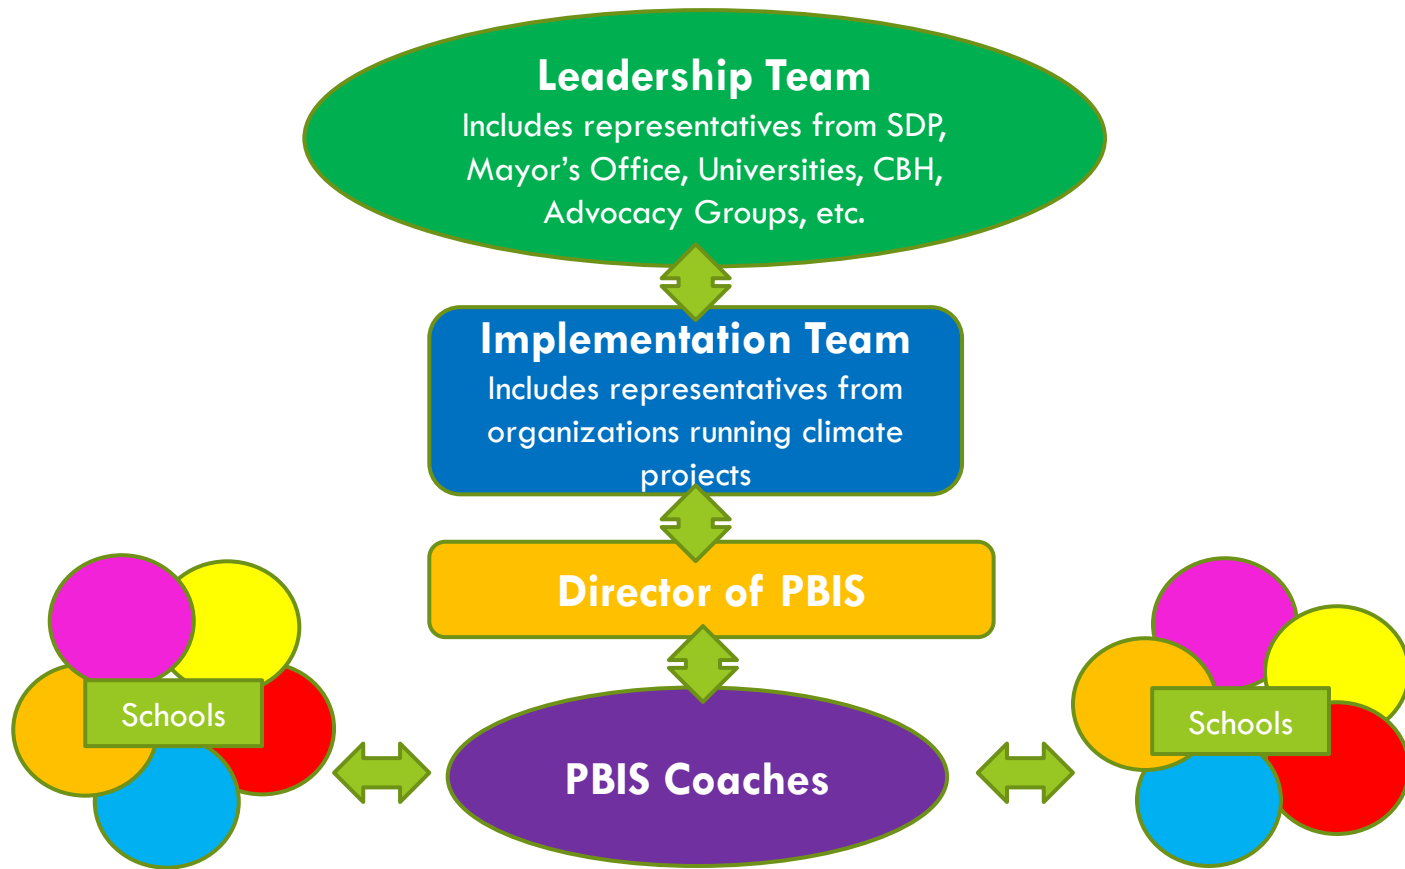 Leadership Team
Includes representatives from SDP,
Mayor's Office, Universities, CBH,
Advocacy Groups, etc.
Implementation Team
Includes representatives from
organizations running climate
projects
Director of PBIS
Schools
PBIS Coaches
Schools